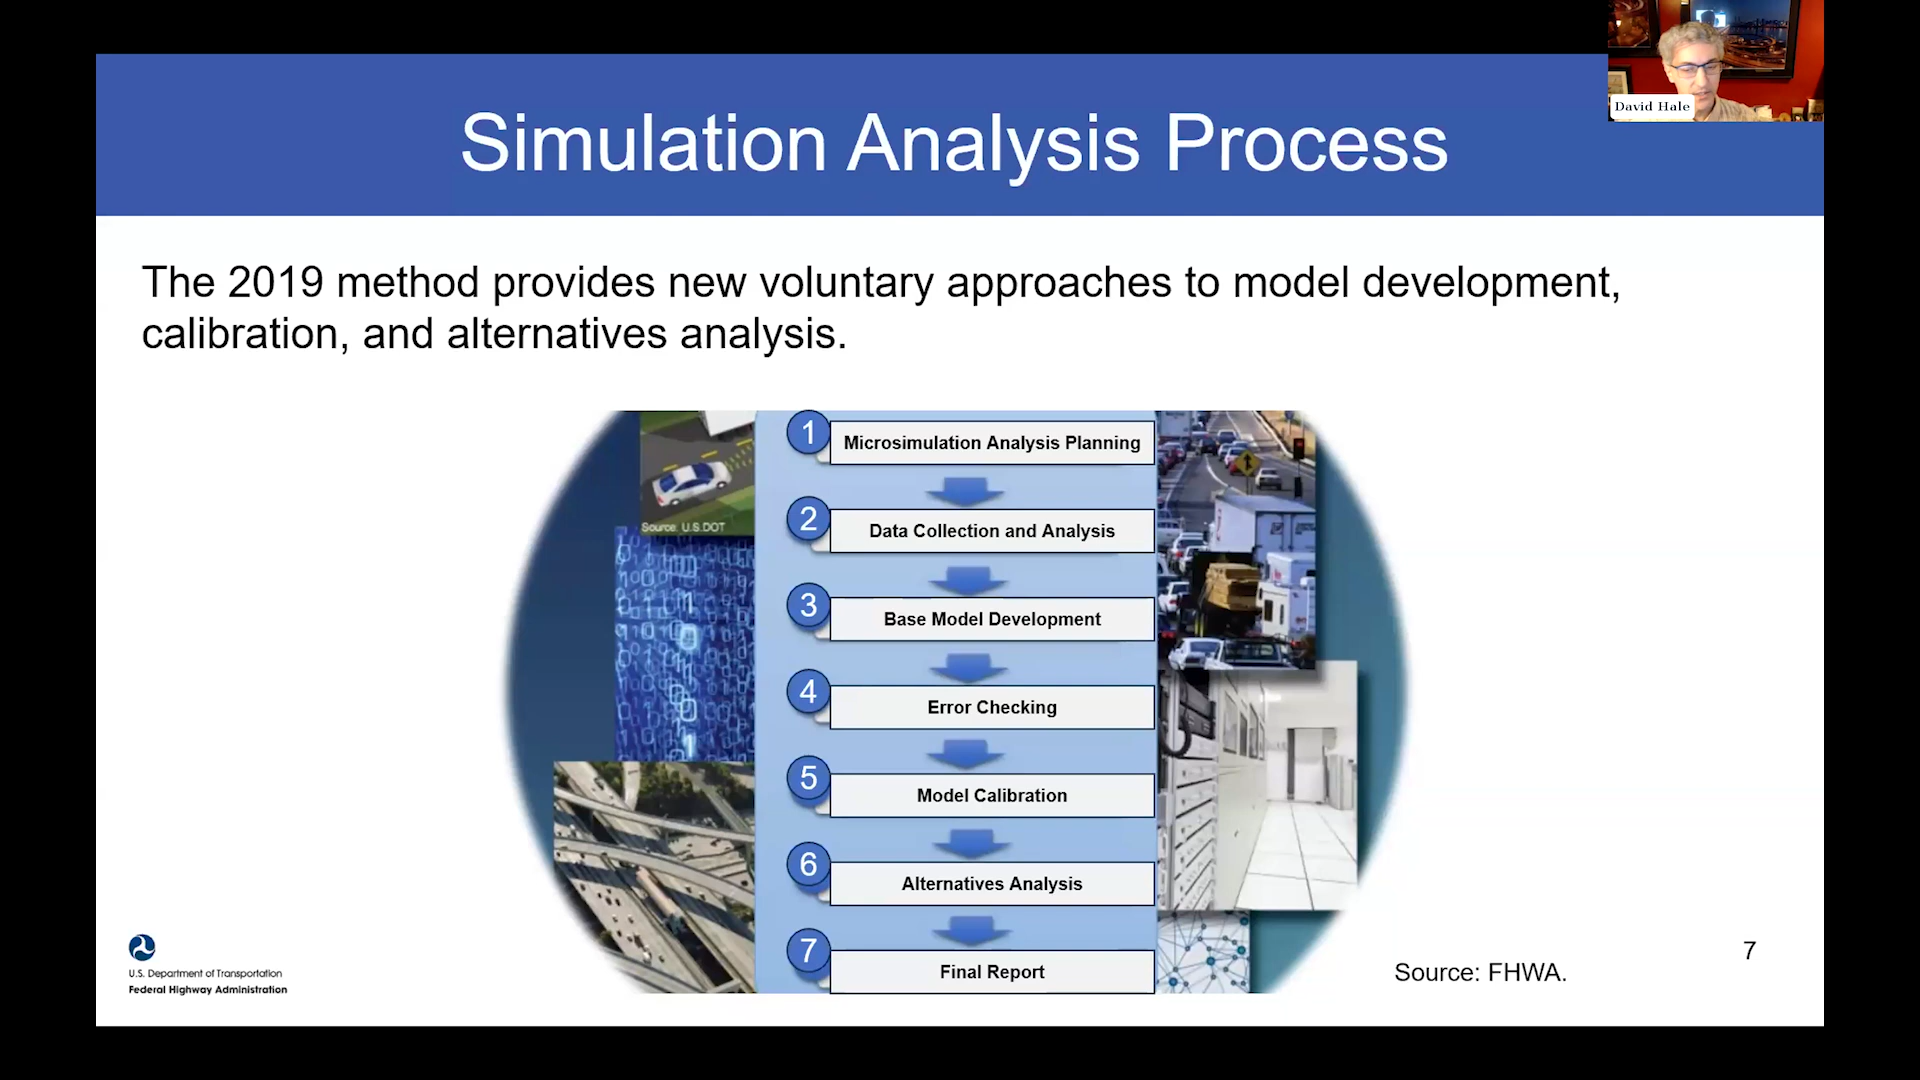 David Hale
Simulation Analysis Process
The 2019 method provides new voluntary approaches to model development,
calibration, and alternatives analysis.
1
Microsimulation Analysis Planning
2
Data Collection and Analysis
Source: U.S.DOT
3
Base Model Development
4
Error Checking
5
Model Calibration
6
Alternatives Analysis
7
Final Report
U.S. Department of Transportation
Federal Highway Administration
Source: FHWA.
7